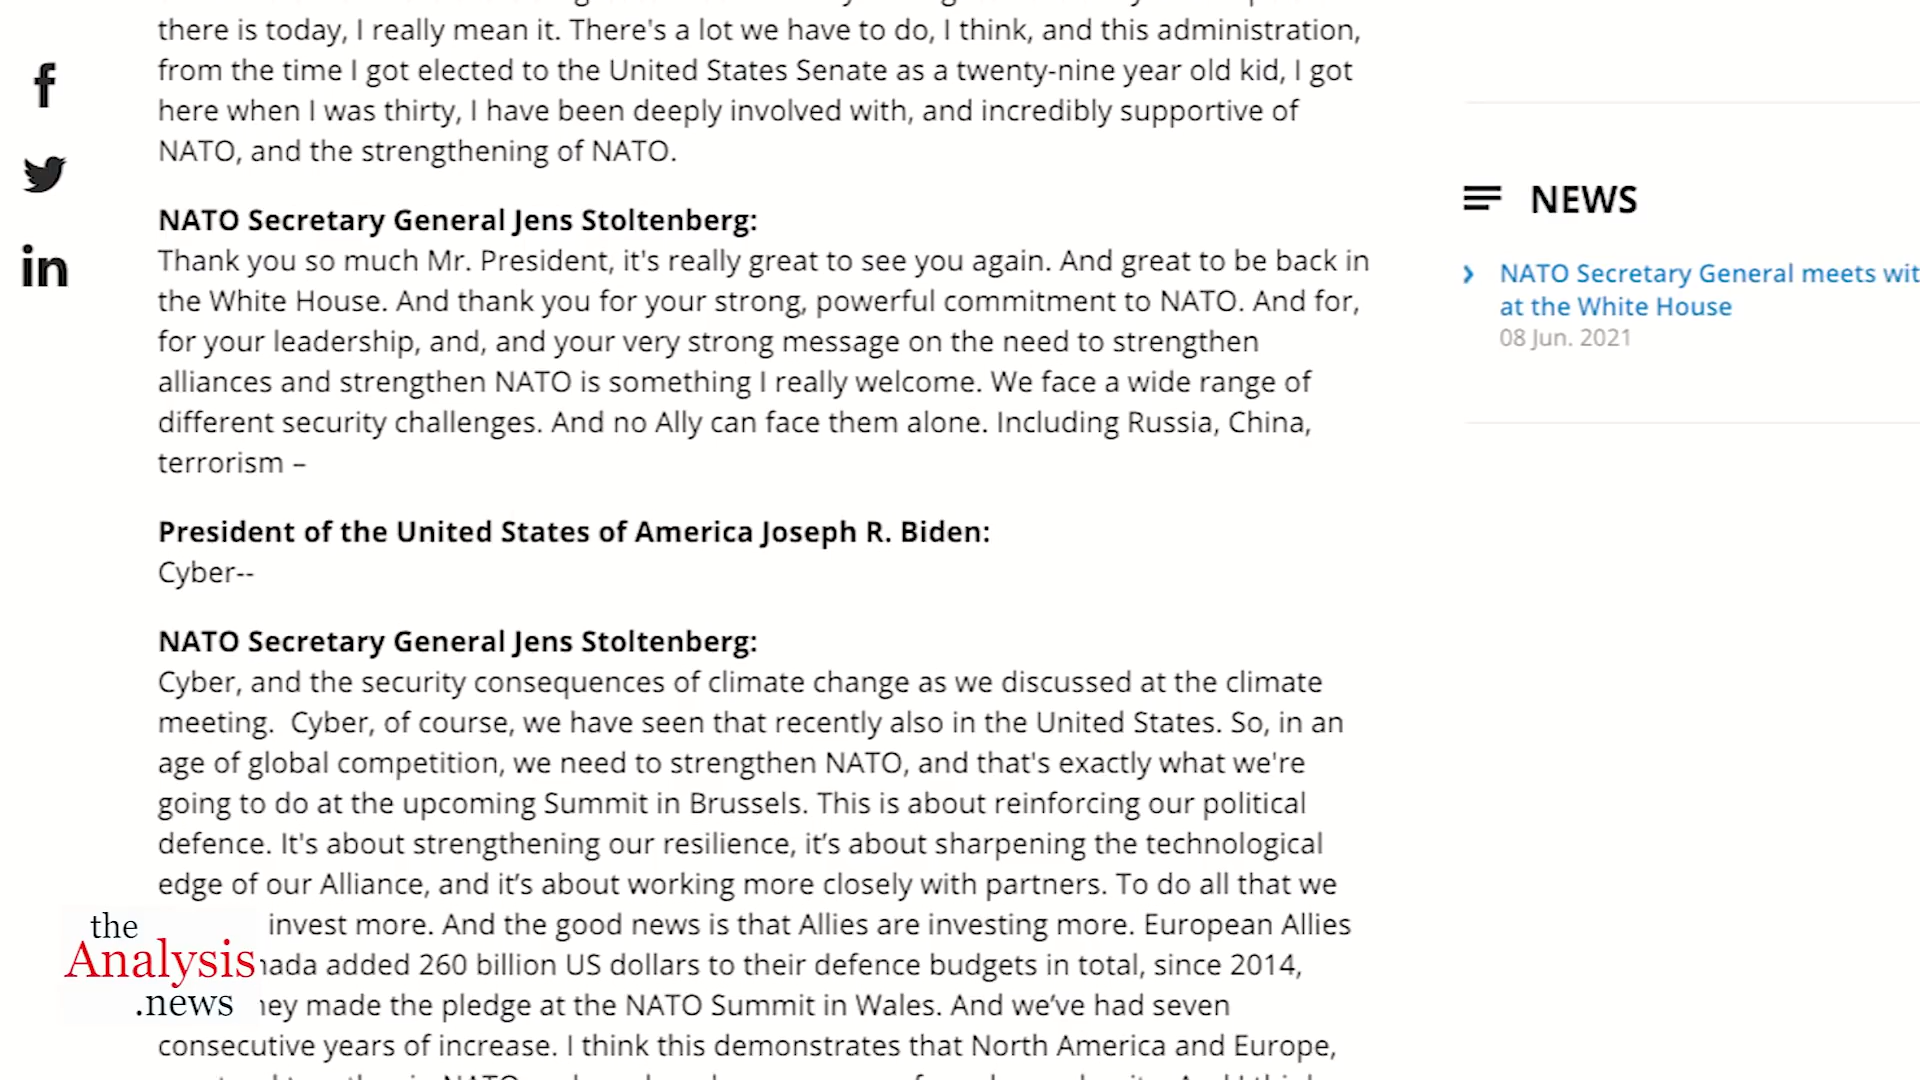 there is today, I really mean it. There's a lot we have to do, I think, and this administration,
from the time I got elected to the United States Senate as a twenty-nine year old kid, I got
here when I was thirty, I have been deeply involved with, and incredibly supportive of
NATO, and the strengthening of NATO.
NATO Secretary General Jens Stoltenberg:
Thank you so much Mr. President, it's really great to see you again. And great to be back in
the White House. And thank you for your strong, powerful commitment to NATO. And for,
for your leadership, and, and your very strong message on the need to strengthen
alliances and strengthen NATO is something I really welcome. We face a wide range of
different security challenges. And no Ally can face them alone. Including Russia, China,
terrorism –
President of the United States of America Joseph R. Biden:
Cyber--
NATO Secretary General Jens Stoltenberg:
Cyber, and the security consequences of climate change as we discussed at the climate
meeting.  Cyber, of course, we have seen that recently also in the United States. So, in an
age of global competition, we need to strengthen NATO, and that's exactly what we're
going to do at the upcoming Summit in Brussels. This is about reinforcing our political
defence. It's about strengthening our resilience, it’s about sharpening the technological
edge of our Alliance, and it’s about working more closely with partners. To do all that we
invest more. And the good news is that Allies are investing more. European Allies
added 260 billion US dollars to their defence budgets in total, since 2014,
made the pledge at the NATO Summit in Wales. And we’ve had seven
consecutive years of increase. I think this demonstrates that North America and Europe,
NEWS
NATO Secretary General meets
at the White House
08 Jun. 2021
the
Analysis
.news